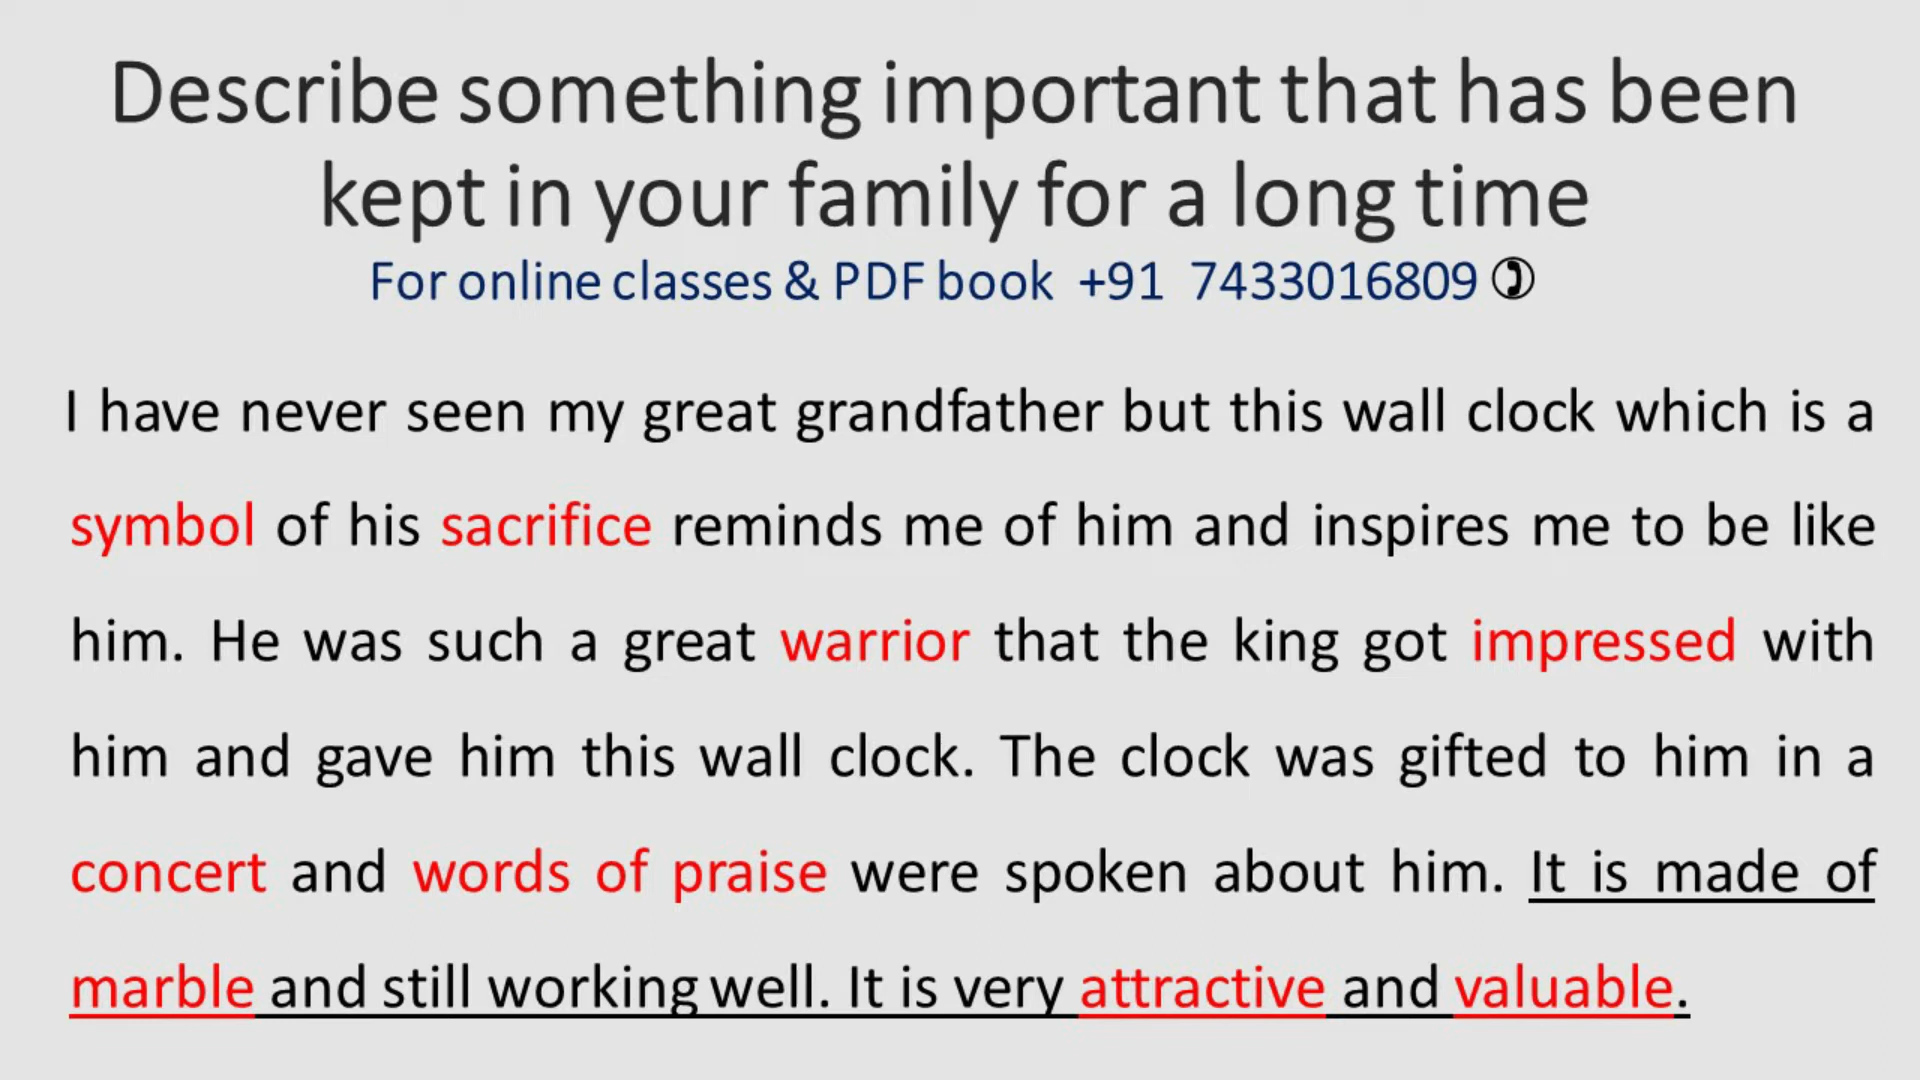 Describe something important that has been
kept in your family for a long time
For online classes & PDF book +91 7433016809 ✆
I have never seen my great grandfather but this wall clock which is a
symbol of his sacrifice reminds me of him and inspires me to be like
him. He was such a great warrior that the king got impressed with
him and gave him this wall clock. The clock was gifted to him in a
concert and words of praise were spoken about him. It is made of
marble and still working well. It is very attractive and valuable.